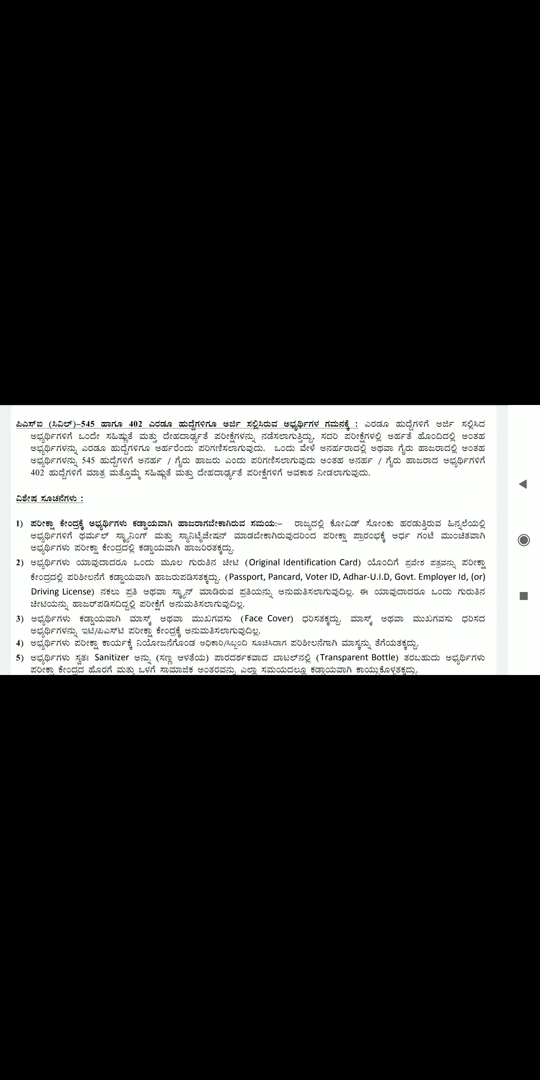 ಪಿಎಸ್ಐ (ಸಿವಿಲ್)–545 ಹಾಗೂ 402 ಎರಡೂ ಹುದ್ದೆಗಳಿಗೂ ಅರ್ಜಿ ಸಲ್ಲಿಸಿರುವ ಅಭ್ಯರ್ಥಿಗಳ ಗಮನಕ್ಕೆ : ಎರಡೂ ಹುದ್ದೆಗಳಿಗೆ ಅರ್ಜಿ ಸಲ್ಲಿಸಿದ
ಅಭ್ಯರ್ಥಿಗಳಿಗೆ ಒಂದೇ ಸಹಿಷ್ಣುತೆ ಮತ್ತು ದೇಹದಾರ್ಢ್ಯತೆ ಪರೀಕ್ಷೆಗಳನ್ನು ನಡೆಸಲಾಗುತ್ತಿದ್ದು, ಸದರಿ ಪರೀಕ್ಷೆಗಳಲ್ಲಿ ಅರ್ಹತೆ ಹೊಂದಿದಲ್ಲಿ ಅಂತಹ
ಅಭ್ಯರ್ಥಿಗಳನ್ನು ಎರಡೂ ಹುದ್ದೆಗಳಿಗೂ ಅರ್ಹರೆಂದು ಪರಿಗಣಿಸಲಾಗುವುದು. ಒಂದು ವೇಳೆ ಅನರ್ಹರಾದಲ್ಲಿ ಅಥವಾ ಗೈರು ಹಾಜರಾದಲ್ಲಿ ಅಂತಹ
ಅಭ್ಯರ್ಥಿಗಳನ್ನು 545 ಹುದ್ದೆಗಳಿಗೆ ಅನರ್ಹ / ಗೈರು ಹಾಜರು ಎಂದು ಪರಿಗಣಿಸಲಾಗುವುದು ಅಂತಹ ಅನರ್ಹ / ಗೈರು ಹಾಜರಾದ ಅಭ್ಯರ್ಥಿಗಳಿಗೆ
402 ಹುದ್ದೆಗಳಿಗೆ ಮಾತ್ರ ಮತ್ತೊಮ್ಮೆ ಸಹಿಷ್ಣುತೆ ಮತ್ತು ದೇಹದಾರ್ಢ್ಯತೆ ಪರೀಕ್ಷೆಗಳಿಗೆ ಅವಕಾಶ ನೀಡಲಾಗುವುದು.
ವಿಶೇಷ ಸೂಚನೆಗಳು :
1) ಪರೀಕ್ಷಾ ಕೇಂದ್ರಕ್ಕೆ ಅಭ್ಯರ್ಥಿಗಳು ಕಡ್ಡಾಯವಾಗಿ ಹಾಜರಾಗಬೇಕಾಗಿರುವ ಸಮಯ:– ರಾಜ್ಯದಲ್ಲಿ ಕೋವಿಡ್ ಸೋಂಕು ಹರಡುತ್ತಿರುವ ಹಿನ್ನಲೆಯಲ್ಲಿ
ಅಭ್ಯರ್ಥಿಗಳಿಗೆ ಥರ್ಮಲ್ ಸ್ಕ್ಯಾನಿಂಗ್ ಮತ್ತು ಸ್ಯಾನಿಟೈಜೇಷನ್ ಮಾಡಬೇಕಾಗಿರುವುದರಿಂದ ಪರೀಕ್ಷಾ ಪ್ರಾರಂಭಕ್ಕೆ ಅರ್ಧ ಗಂಟೆ ಮುಂಚಿತವಾಗಿ
ಅಭ್ಯರ್ಥಿಗಳು ಪರೀಕ್ಷಾ ಕೇಂದ್ರದಲ್ಲಿ ಕಡ್ಡಾಯವಾಗಿ ಹಾಜರಿರತಕ್ಕದ್ದು.
2) ಅಭ್ಯರ್ಥಿಗಳು ಯಾವುದಾದರೂ ಒಂದು ಮೂಲ ಗುರುತಿನ ಚೀಟಿ (Original Identification Card) ಯೊಂದಿಗೆ ಪ್ರವೇಶ ಪತ್ರವನ್ನು ಪರೀಕ್ಷಾ
ಕೇಂದ್ರದಲ್ಲಿ ಪರಿಶೀಲನೆಗೆ ಕಡ್ಡಾಯವಾಗಿ ಹಾಜರುಪಡಿಸತಕ್ಕದ್ದು. (Passport, Pancard, Voter ID, Adhar-U.I.D, Govt. Employer Id, (or)
Driving License) ನಕಲು ಪ್ರತಿ ಅಥವಾ ಸ್ಕ್ಯಾನ್ ಮಾಡಿರುವ ಪ್ರತಿಯನ್ನು ಅನುಮತಿಸಲಾಗುವುದಿಲ್ಲ. ಈ ಯಾವುದಾದರೂ ಒಂದು ಗುರುತಿನ
ಚೀಟಿಯನ್ನು ಹಾಜರ್‌ಪಡಿಸದಿದ್ದಲ್ಲಿ ಪರೀಕ್ಷೆಗೆ ಅನುಮತಿಸಲಾಗುವುದಿಲ್ಲ.
3) ಅಭ್ಯರ್ಥಿಗಳು ಕಡ್ಡಾಯವಾಗಿ ಮಾಸ್ಕ್ ಅಥವಾ ಮುಖಗವಸು (Face Cover) ಧರಿಸತಕ್ಕದ್ದು. ಮಾಸ್ಕ್ ಅಥವಾ ಮುಖಗವಸು ಧರಿಸದ
ಅಭ್ಯರ್ಥಿಗಳನ್ನು ಇಟಿ/ಪಿಎಸ್‌ಟಿ ಪರೀಕ್ಷಾ ಕೇಂದ್ರಕ್ಕೆ ಅನುಮತಿಸಲಾಗುವುದಿಲ್ಲ.
4) ಅಭ್ಯರ್ಥಿಗಳು ಪರೀಕ್ಷಾ ಕಾರ್ಯಕ್ಕೆ ನಿಯೋಜನೆಗೊಂಡ ಅಧಿಕಾರಿ/ಸಿಬ್ಬಂದಿ ಸೂಚಿಸಿದಾಗ ಪರಿಶೀಲನೆಗಾಗಿ ಮಾಸ್ಕನ್ನು ತೆಗೆಯತಕ್ಕದ್ದು.
5) ಅಭ್ಯರ್ಥಿಗಳು ಸ್ವತಃ Sanitizer ಅನ್ನು (ಸಣ್ಣ ಅಳತೆಯ) ಪಾರದರ್ಶಕವಾದ ಬಾಟಲ್‌ನಲ್ಲಿ (Transparent Bottle) ತರಬಹುದು ಅಭ್ಯರ್ಥಿಗಳು
ಪರೀಕ್ಷಾ ಕೇಂದ್ರದ ಹೊರಗೆ ಮತ್ತು ಒಳಗೆ ಸಾಮಾಜಿಕ ಅಂತರವನ್ನು ಎಲ್ಲಾ ಸಮಯದಲ್ಲೂ ಕಡ್ಡಾಯವಾಗಿ ಕಾಯ್ದುಕೊಳ್ಳತಕ್ಕದ್ದು.